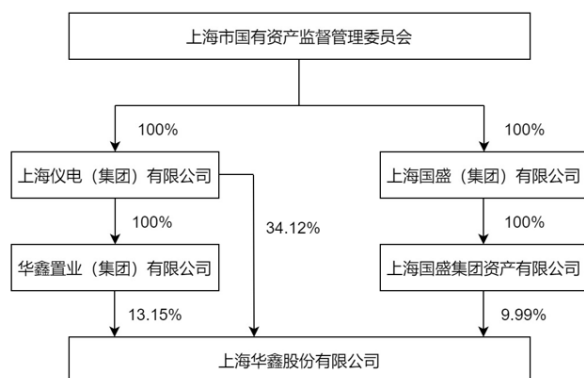 上海市国有资产监督管理委员会
100%
100%
上海仪电（集团）有限公司
上海国盛（集团）有限公司
100%
34.12%
100%
华鑫置业（集团）有限公司
上海国盛集团资产有限公司
13.15%
9.99%
上海华鑫股份有限公司